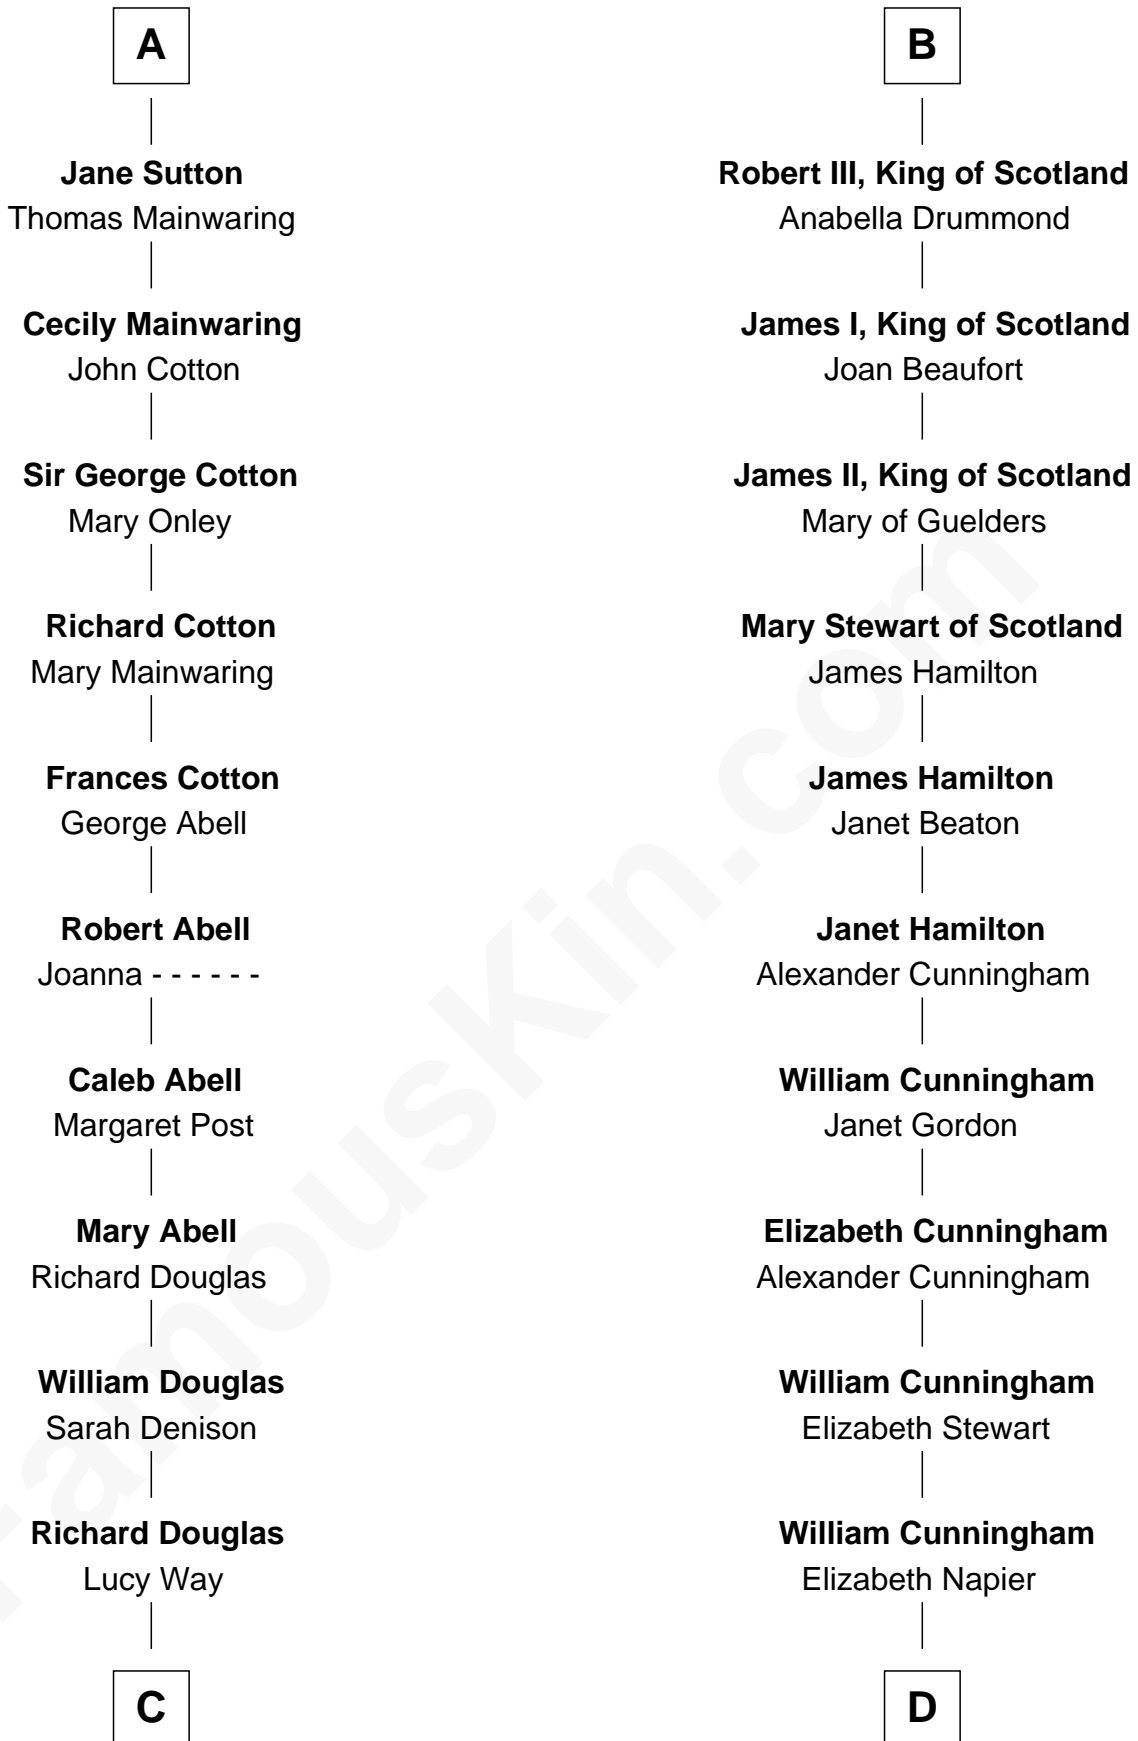 A
Jane Sutton
Thomas Mainwaring
Cecily Mainwaring
John Cotton
Sir George Cotton
Mary Onley
Richard Cotton
Mary Mainwaring
Frances Cotton
George Abell
Robert Abell
Joanna - - - - - -
Caleb Abell
Margaret Post
Mary Abell
Richard Douglas
William Douglas
Sarah Denison
Richard Douglas
Lucy Way
C
B
Robert III, King of Scotland
Anabella Drummond
James I, King of Scotland
Joan Beaufort
James II, King of Scotland
Mary of Guelders
Mary Stewart of Scotland
James Hamilton
James Hamilton
Janet Beaton
Janet Hamilton
Alexander Cunningham
William Cunningham
Janet Gordon
Elizabeth Cunningham
Alexander Cunningham
William Cunningham
Elizabeth Stewart
William Cunningham
Elizabeth Napier
D
FamousKin.com